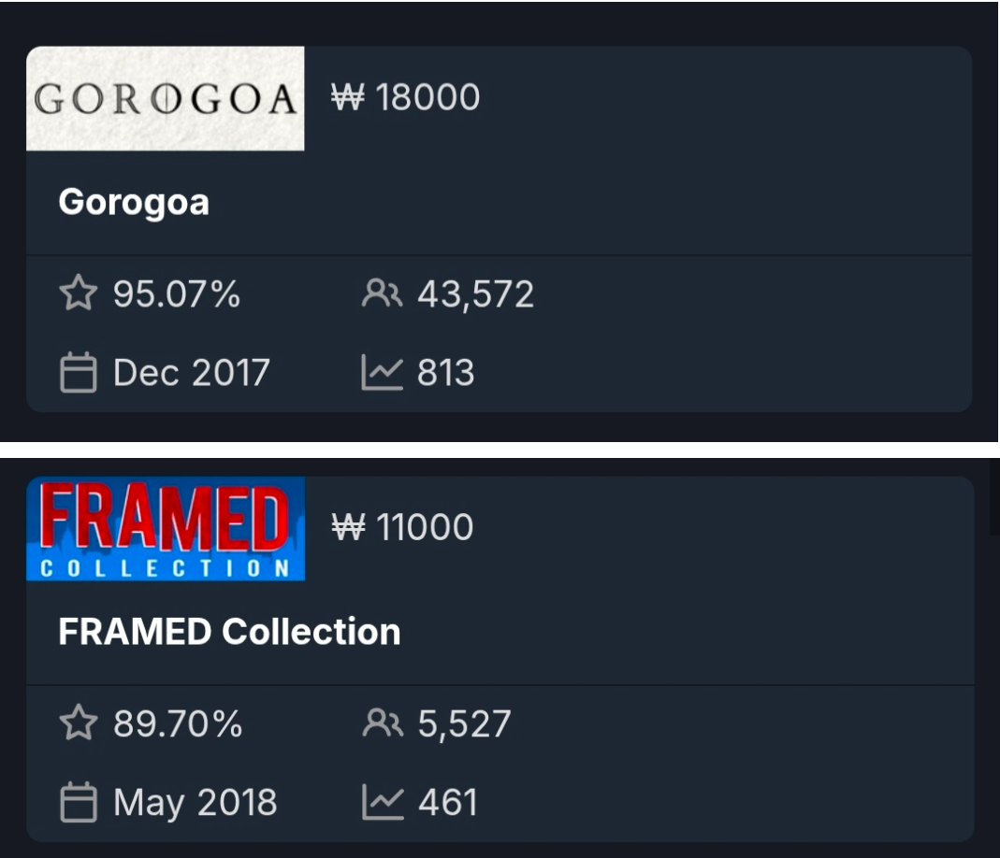 GOROGOA
₩ 18000
Gorogoa
95.07%
43,572
Dec 2017
813
FRAMED
COLLECTION
₩ 11000
FRAMED Collection
89.70%
5,527
May 2018
461